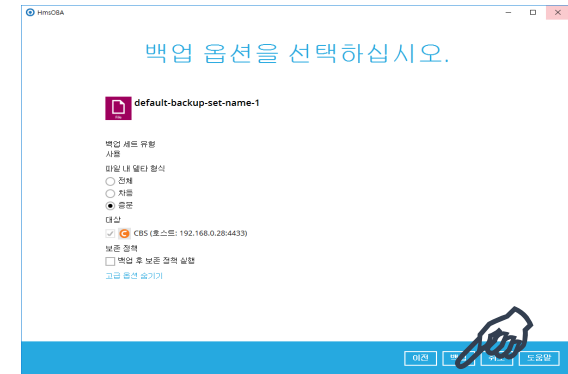 HmsOBA
백업 옵션을 선택하십시오.
default-backup-set-name-1
File
백업 세트 유형
사용
파일 내 델타 형식
전체
차등
증분
대상
CBS (호스트: 192.168.0.28:4433)
보존 정책
백업 후 보존 정책 실행
고급 옵션 숨기기
이전 백업 도움말